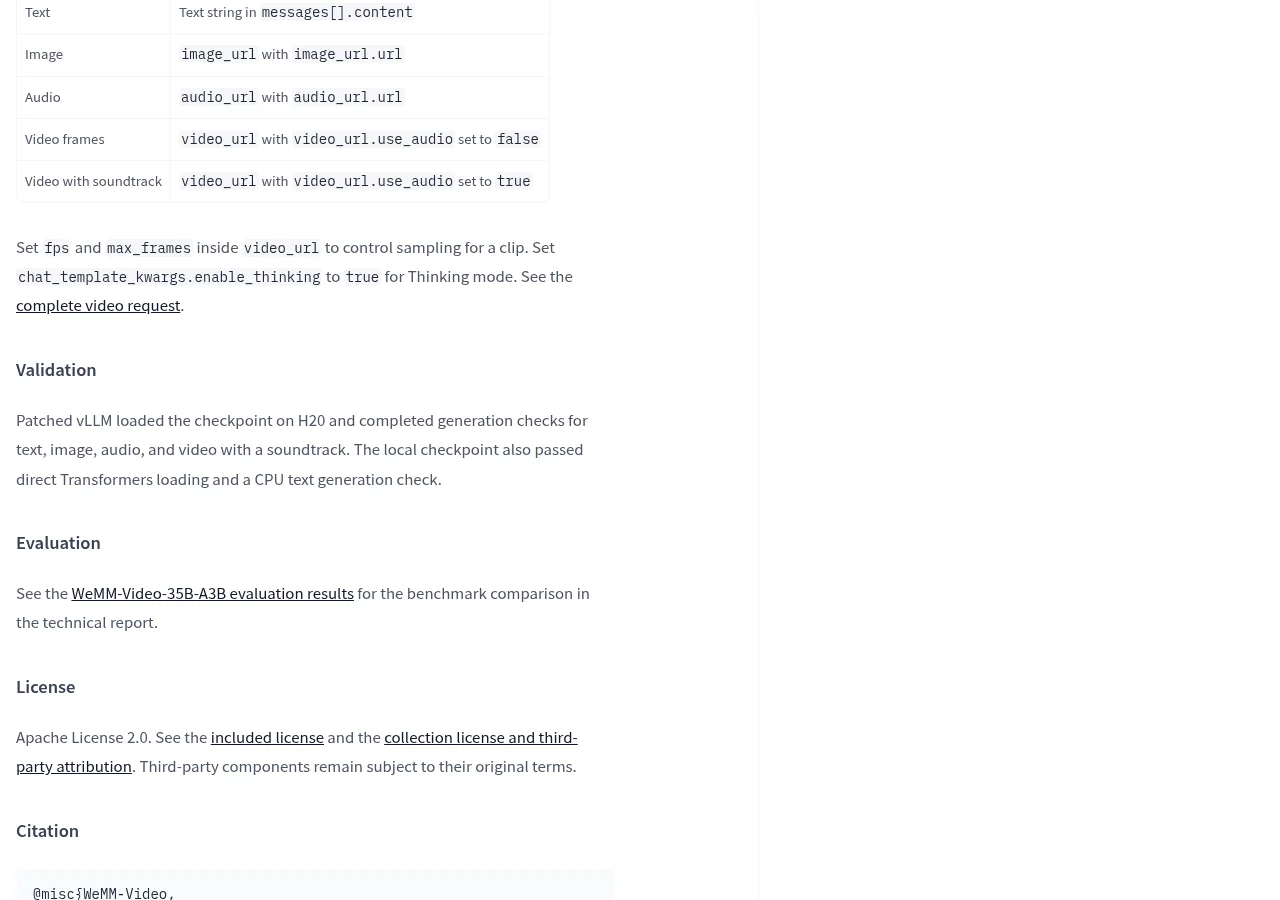 Text Text string in messages[].content
Image image_url with image_url.url
Audio audio_url with audio_url.url
Video frames video_url with video_url.use_audio set to false
Video with soundtrack video_url with video_url.use_audio set to true
Set fps and max_frames inside video_url to control sampling for a clip. Set
chat_template_kwargs.enable_thinking to true for Thinking mode. See the
complete video request.
Validation
Patched vLLM loaded the checkpoint on H20 and completed generation checks for
text, image, audio, and video with a soundtrack. The local checkpoint also passed
direct Transformers loading and a CPU text generation check.
Evaluation
See the WeMM-Video-35B-A3B evaluation results for the benchmark comparison in
the technical report.
License
Apache License 2.0. See the included license and the collection license and third-
party attribution. Third-party components remain subject to their original terms.
Citation
@misc{WeMM-Video,